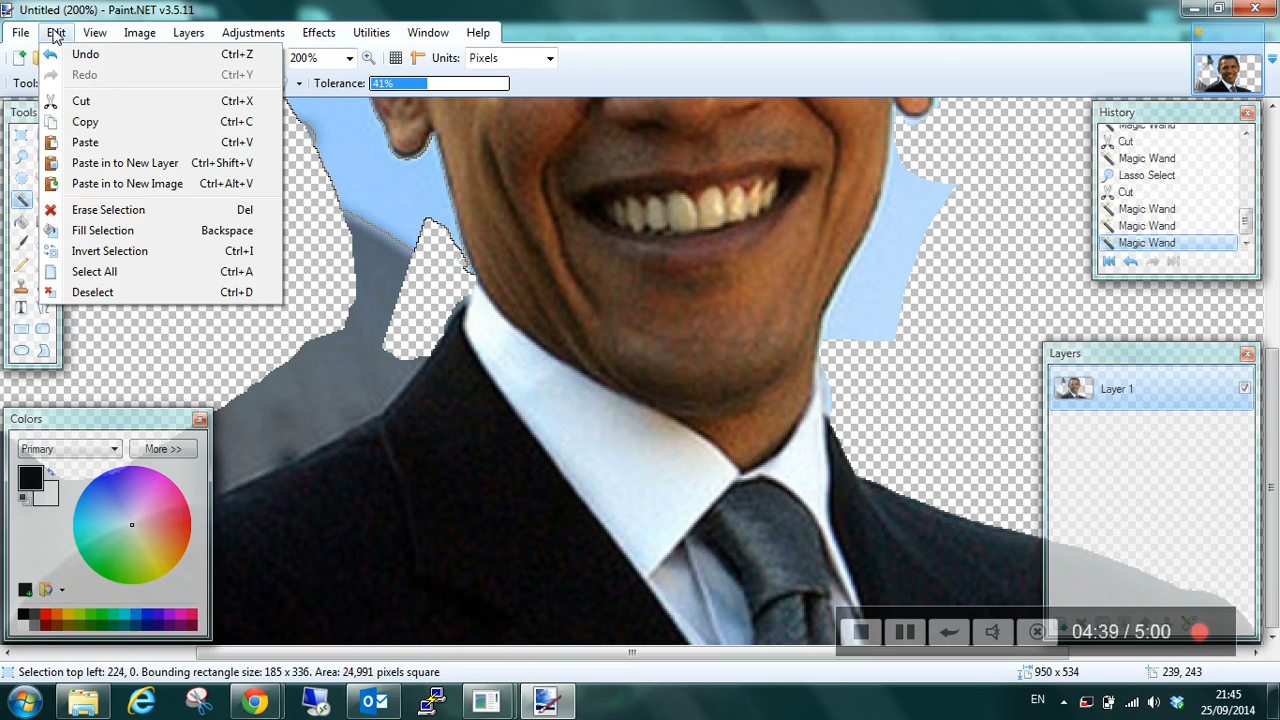 Untitled (200%) - Paint.NET v3.5.11
File Edit View Image Layers Adjustments Effects Utilities Window Help
200% Units: Pixels
Tool: Tolerance: 41%
Undo Ctrl+Z
Redo Ctrl+Y
Cut Ctrl+X
Copy Ctrl+C
Paste Ctrl+V
Paste in to New Layer Ctrl+Shift+V
Paste in to New Image Ctrl+Alt+V
Erase Selection Del
Fill Selection Backspace
Invert Selection Ctrl+I
Select All Ctrl+A
Deselect Ctrl+D
Tools
History
Magic Wand
Cut
Magic Wand
Lasso Select
Cut
Magic Wand
Magic Wand
Magic Wand
Layers
Layer 1
Colors
Primary More >>
04:39 / 5:00
Selection top left: 224, 0. Bounding rectangle size: 185 x 336. Area: 24,991 pixels square 950 x 534 239, 243
EN 21:45
25/09/2014